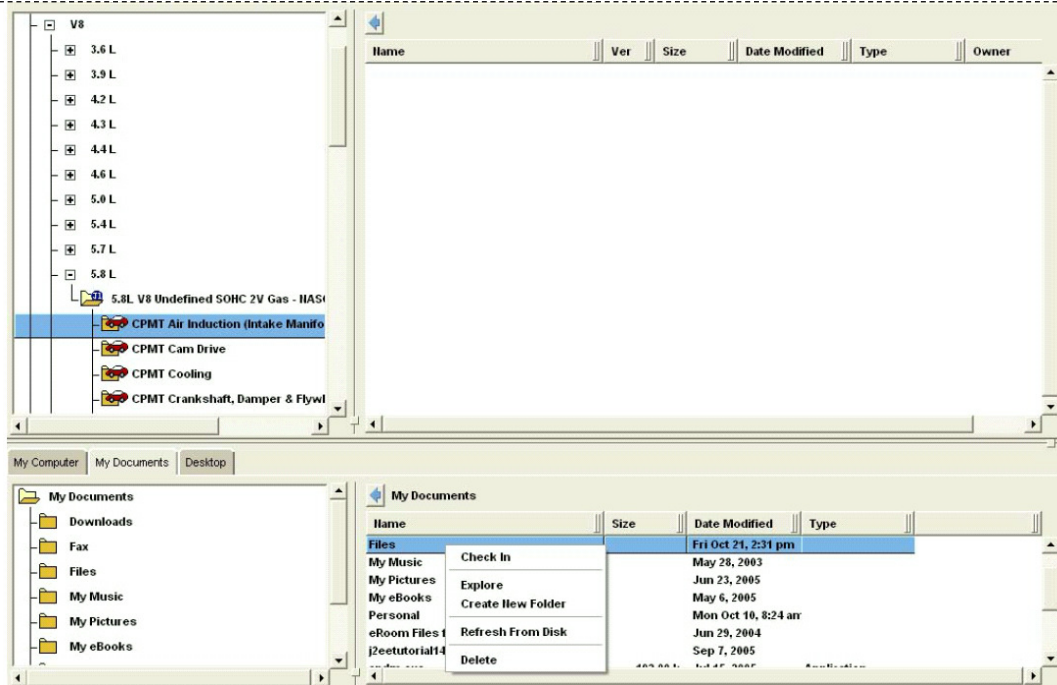 V8
3.6 L
3.9 L
4.2 L
4.3 L
4.4 L
4.6 L
5.0 L
5.4 L
5.7 L
5.8 L
5.8L V8 Undefined SOHC 2V Gas - NAS
CPMT Air Induction (Intake Manifo
CPMT Cam Drive
CPMT Cooling
CPMT Crankshaft, Damper & Flywl
Name Ver Size Date Modified Type Owner
My Computer My Documents Desktop
My Documents
Downloads
Fax
Files
My Music
My Pictures
My eBooks
My Documents
Name Size Date Modified Type
Files Fri Oct 21, 2:31 pm
My Music May 28, 2003
My Pictures Jun 23, 2005
My eBooks May 6, 2005
Personal Mon Oct 10, 8:24 am
eRoom Files Jun 29, 2004
j2eetutorial14 Sep 7, 2005
Check In
Explore
Create New Folder
Refresh From Disk
Delete